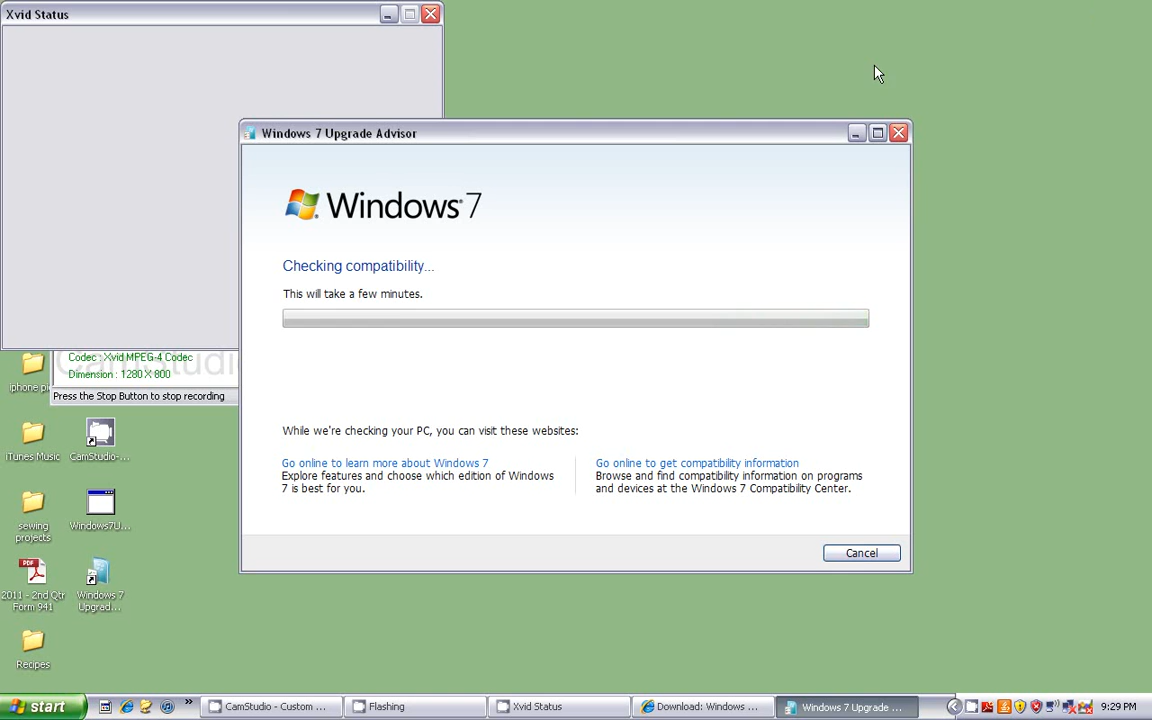 Xvid Status
Windows 7 Upgrade Advisor
Windows 7
Checking compatibility...
This will take a few minutes.
Codec : Xvid MPEG-4 Codec
Dimension : 1280 X 800
Press the Stop Button to stop recording
While we're checking your PC, you can visit these websites:
Go online to learn more about Windows 7
Explore features and choose which edition of Windows
7 is best for you.
Go online to get compatibility information
Browse and find compatibility information on programs
and devices at the Windows 7 Compatibility Center.
Cancel
iphone pi
iTunes Music
CamStudio-...
sewing
projects
Windows7U...
PDF
2011 - 2nd Qtr
Form 941
Windows 7
Upgrad...
Recipes
start
CamStudio - Custom ...
Flashing
Xvid Status
Download: Windows ...
Windows 7 Upgrade ...
9:29 PM